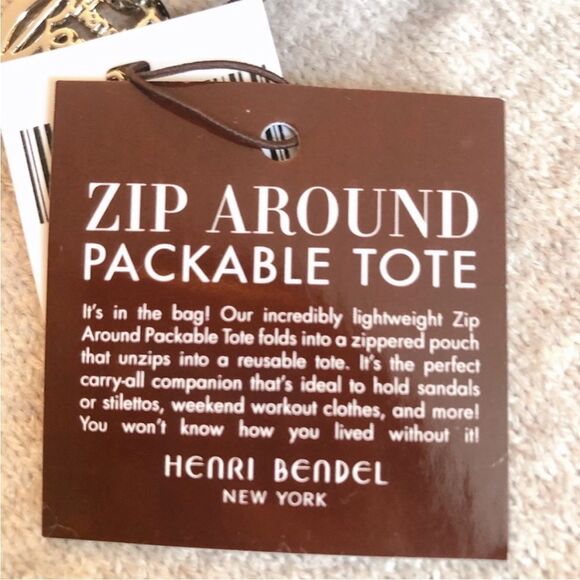 ZIP AROUND
PACKABLE TOTE
It's in the bag! Our incredibly lightweight Zip
Around Packable Tote folds into a zippered pouch
that unzips into a reusable tote. It's the perfect
carry-all companion that's ideal to hold sandals
or stilettos, weekend workout clothes, and more!
You won't know how you lived without it!
HENRI BENDEL
NEW YORK